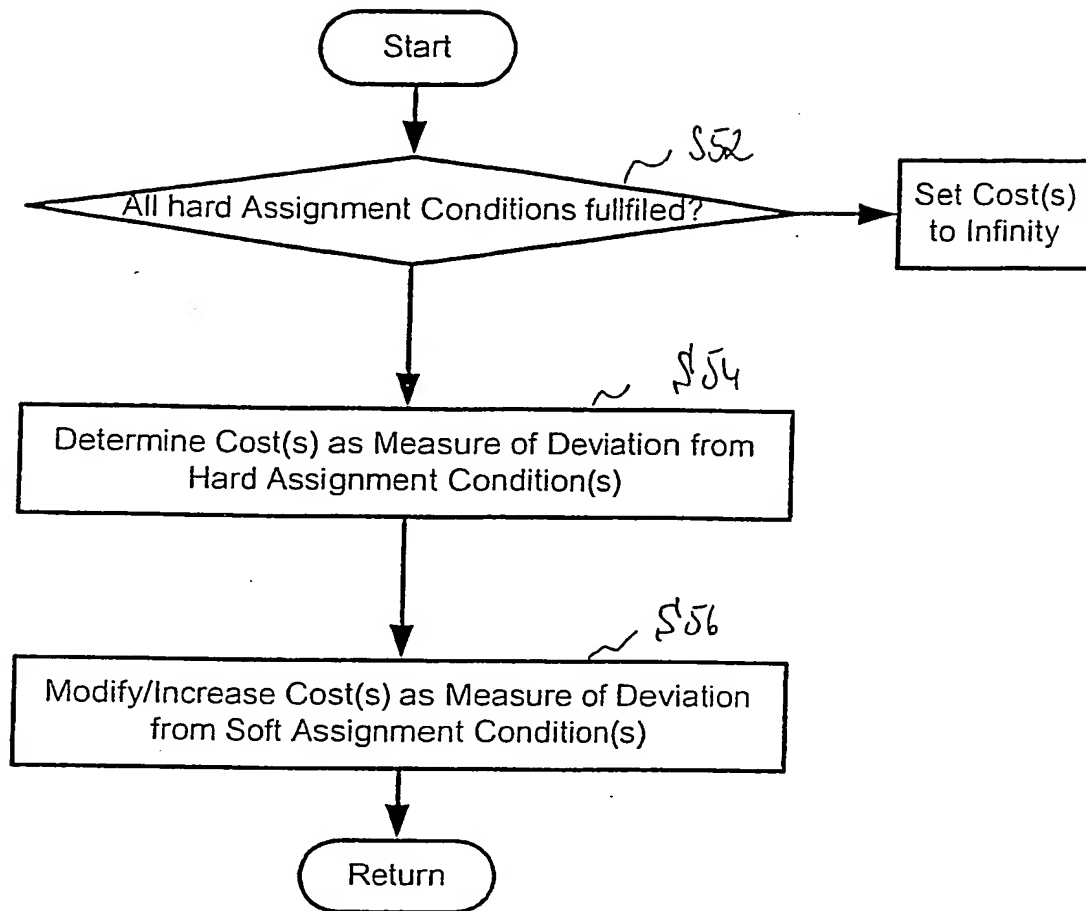 Start
S52
All hard Assignment Conditions fullfiled?
Set Cost(s)
to Infinity
S54
Determine Cost(s) as Measure of Deviation from
Hard Assignment Condition(s)
S56
Modify/Increase Cost(s) as Measure of Deviation
from Soft Assignment Condition(s)
Return